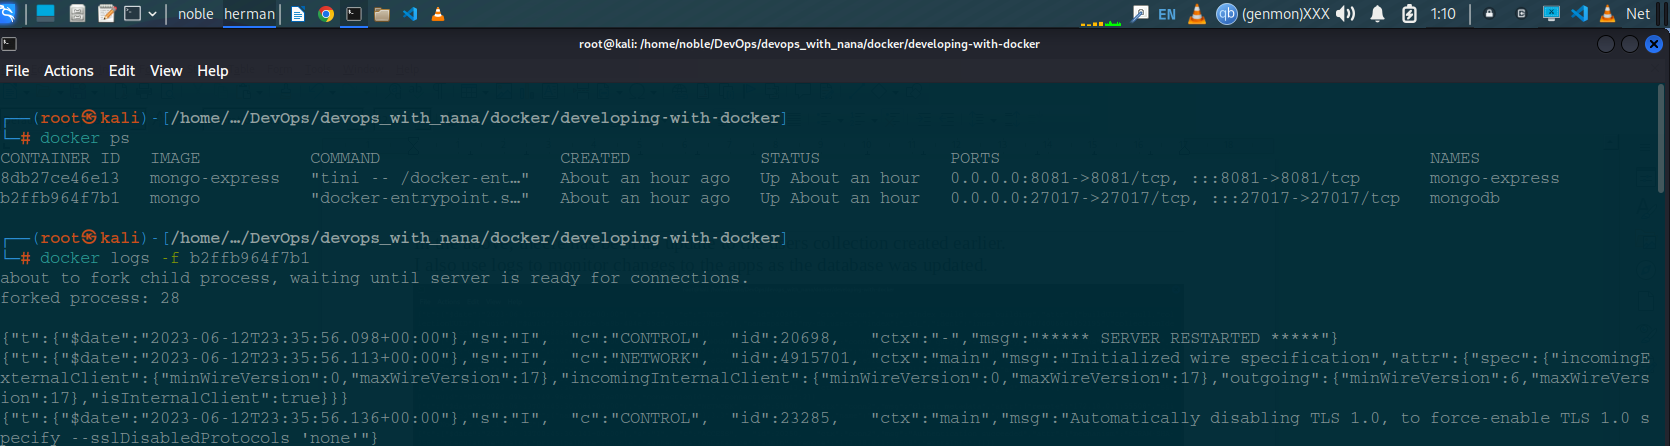 noble herman EN (genmon)XXX 1:10 Net
root@kali: /home/noble/DevOps/devops_with_nana/docker/developing-with-docker
File Actions Edit View Help
┌──(root㉿kali)-[/home/…/DevOps/devops_with_nana/docker/developing-with-docker]
└─# docker ps
CONTAINER ID   IMAGE           COMMAND                  CREATED             STATUS             PORTS                                           NAMES
8db27ce46e13   mongo-express   "tini -- /docker-ent…"   About an hour ago   Up About an hour   0.0.0.0:8081->8081/tcp, :::8081->8081/tcp       mongo-express
b2ffb964f7b1   mongo           "docker-entrypoint.s…"   About an hour ago   Up About an hour   0.0.0.0:27017->27017/tcp, :::27017->27017/tcp   mongodb
┌──(root㉿kali)-[/home/…/DevOps/devops_with_nana/docker/developing-with-docker]
└─# docker logs -f b2ffb964f7b1
about to fork child process, waiting until server is ready for connections.
forked process: 28
{"t":{"$date":"2023-06-12T23:35:56.098+00:00"},"s":"I",  "c":"CONTROL",  "id":20698,   "ctx":"-","msg":"***** SERVER RESTARTED *****"}
{"t":{"$date":"2023-06-12T23:35:56.113+00:00"},"s":"I",  "c":"NETWORK",  "id":4915701, "ctx":"main","msg":"Initialized wire specification","attr":{"spec":{"incomingE
xternalClient":{"minWireVersion":0,"maxWireVersion":17},"incomingInternalClient":{"minWireVersion":0,"maxWireVersion":17},"outgoing":{"minWireVersion":6,"maxWireVers
ion":17},"isInternalClient":true}}}
{"t":{"$date":"2023-06-12T23:35:56.136+00:00"},"s":"I",  "c":"CONTROL",  "id":23285,   "ctx":"main","msg":"Automatically disabling TLS 1.0, to force-enable TLS 1.0 s
pecify --sslDisabledProtocols 'none'"}